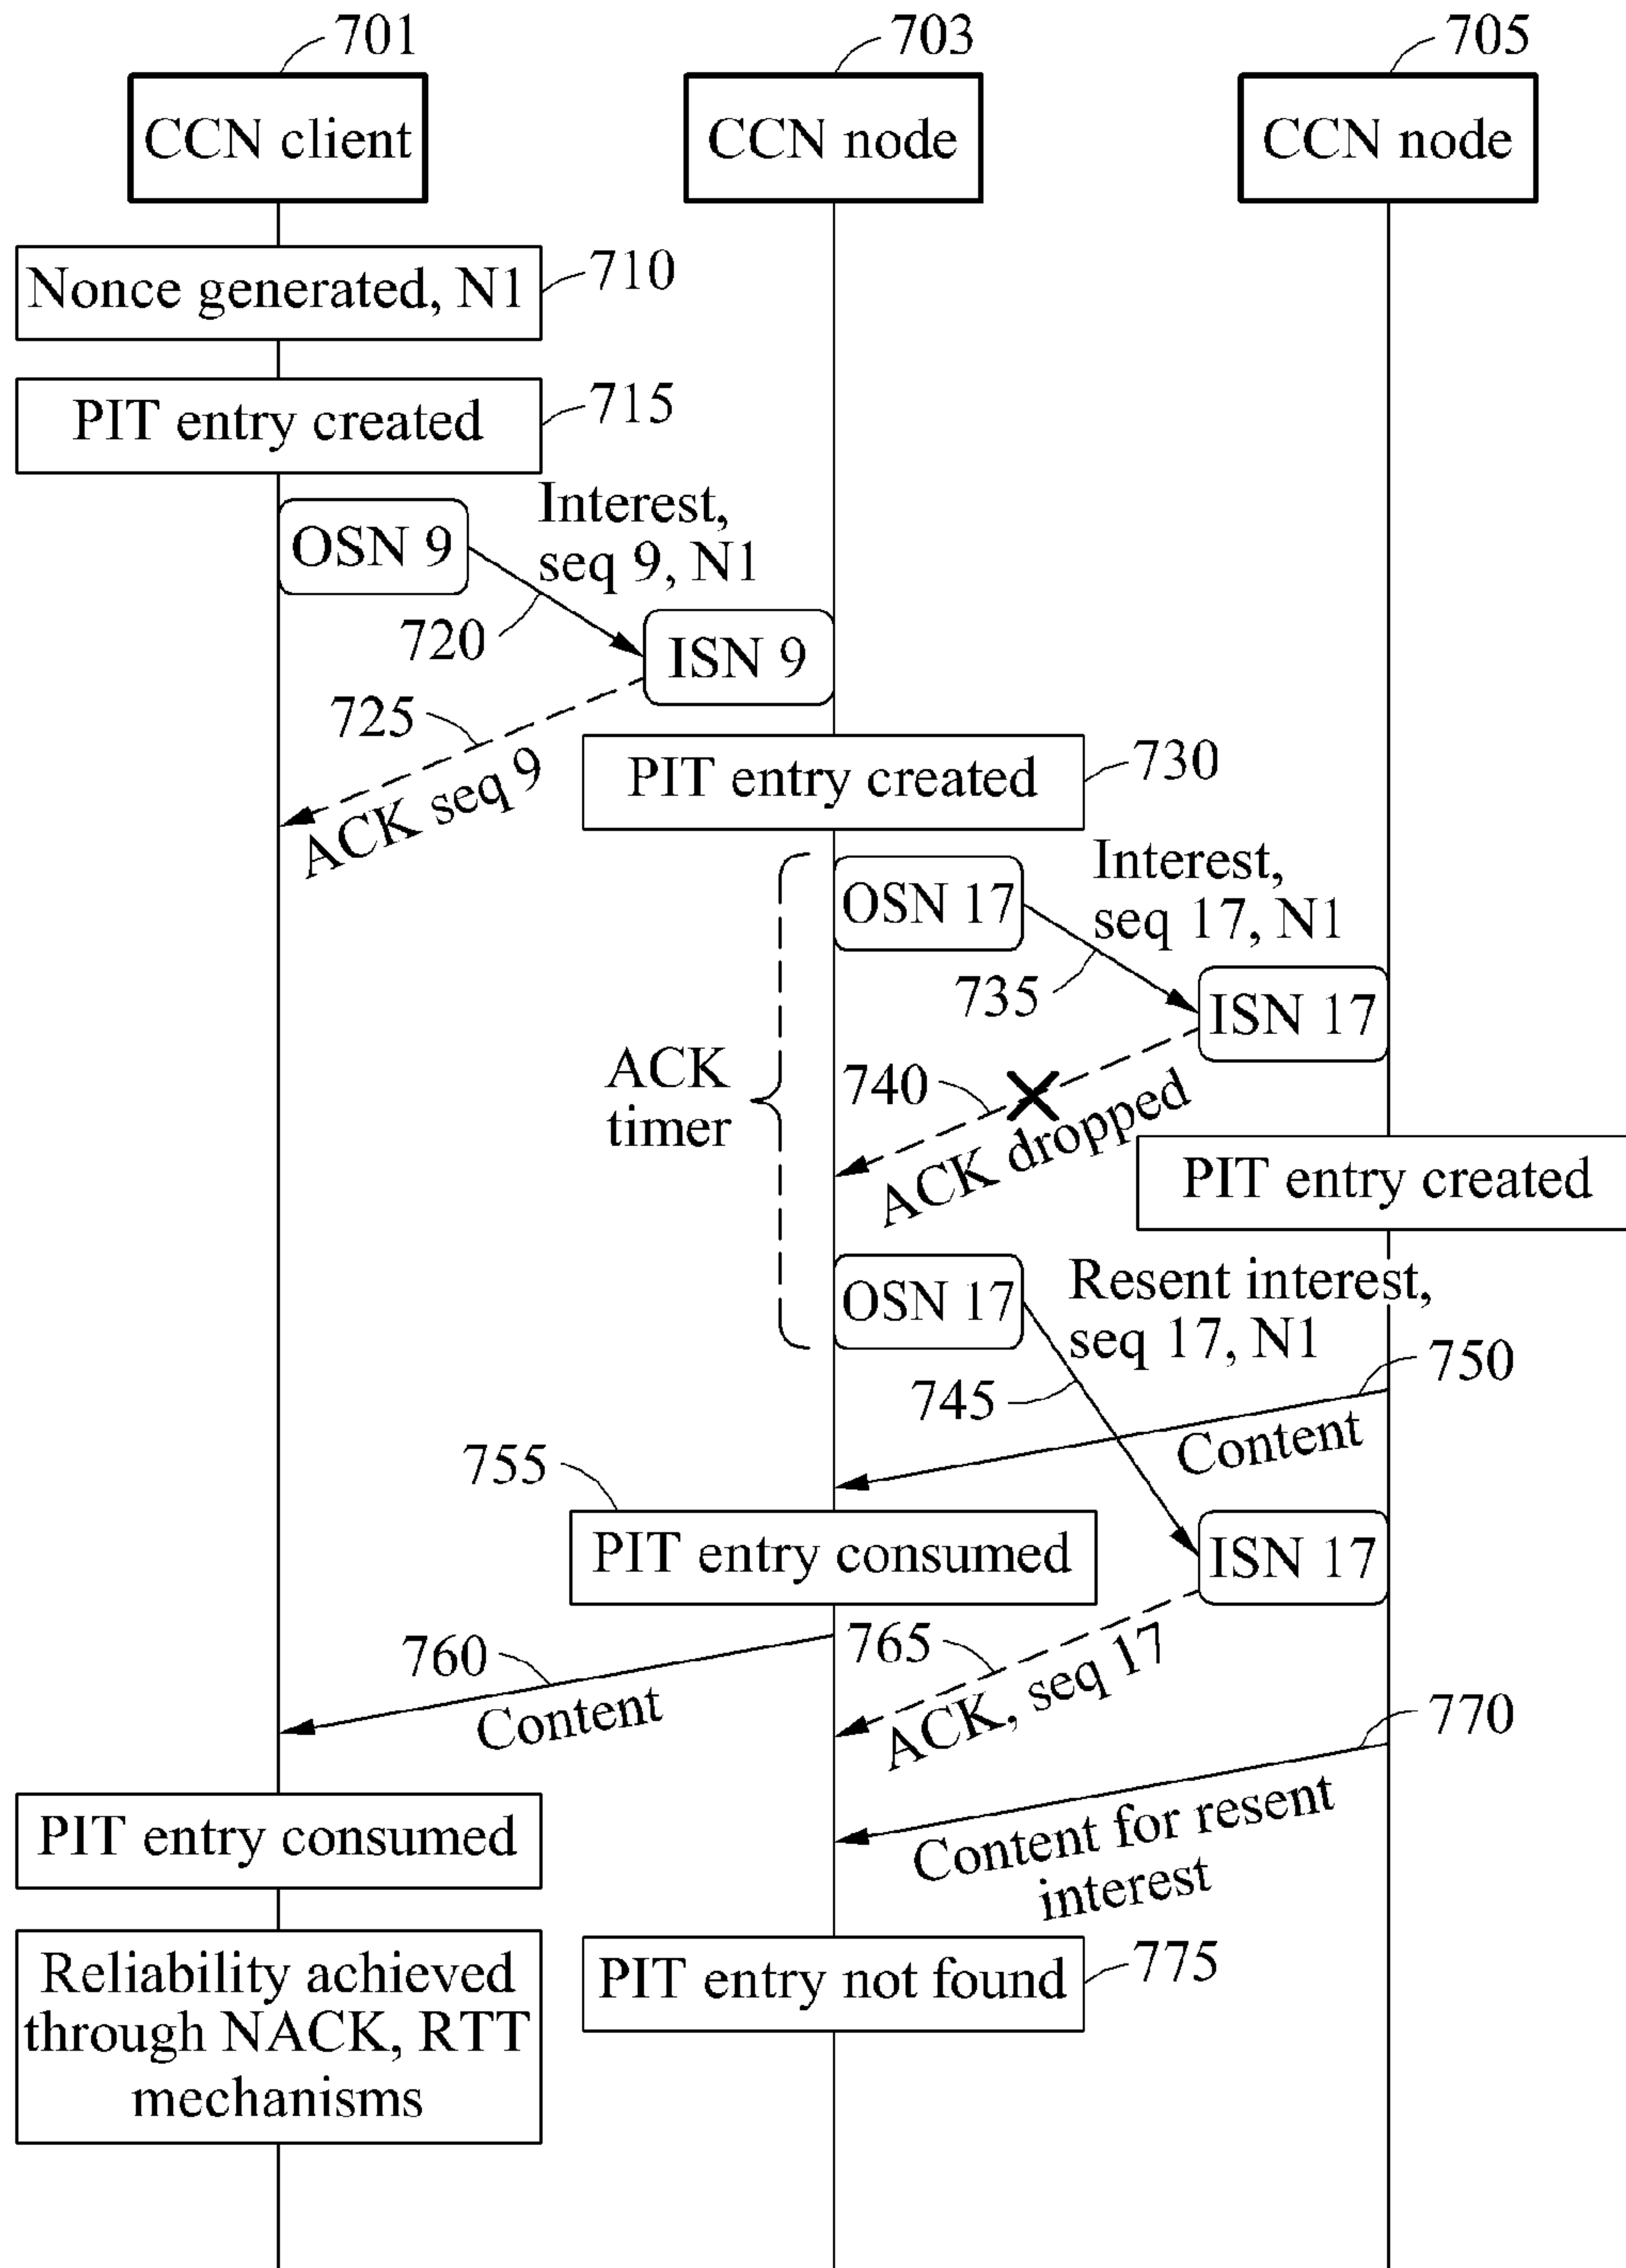 701
703
705
CCN client
CCN node
CCN node
Nonce generated, N1
710
PIT entry created
715
OSN 9
Interest,
seq 9, N1
720
ISN 9
725
ACK seq 9
PIT entry created
730
OSN 17
Interest,
seq 17, N1
735
ISN 17
ACK
timer
740
ACK dropped
PIT entry created
OSN 17
Resent interest,
seq 17, N1
745
750
Content
755
PIT entry consumed
ISN 17
760
Content
765
ACK, seq 17
770
Content for resent
interest
PIT entry consumed
Reliability achieved
through NACK, RTT
mechanisms
PIT entry not found
775